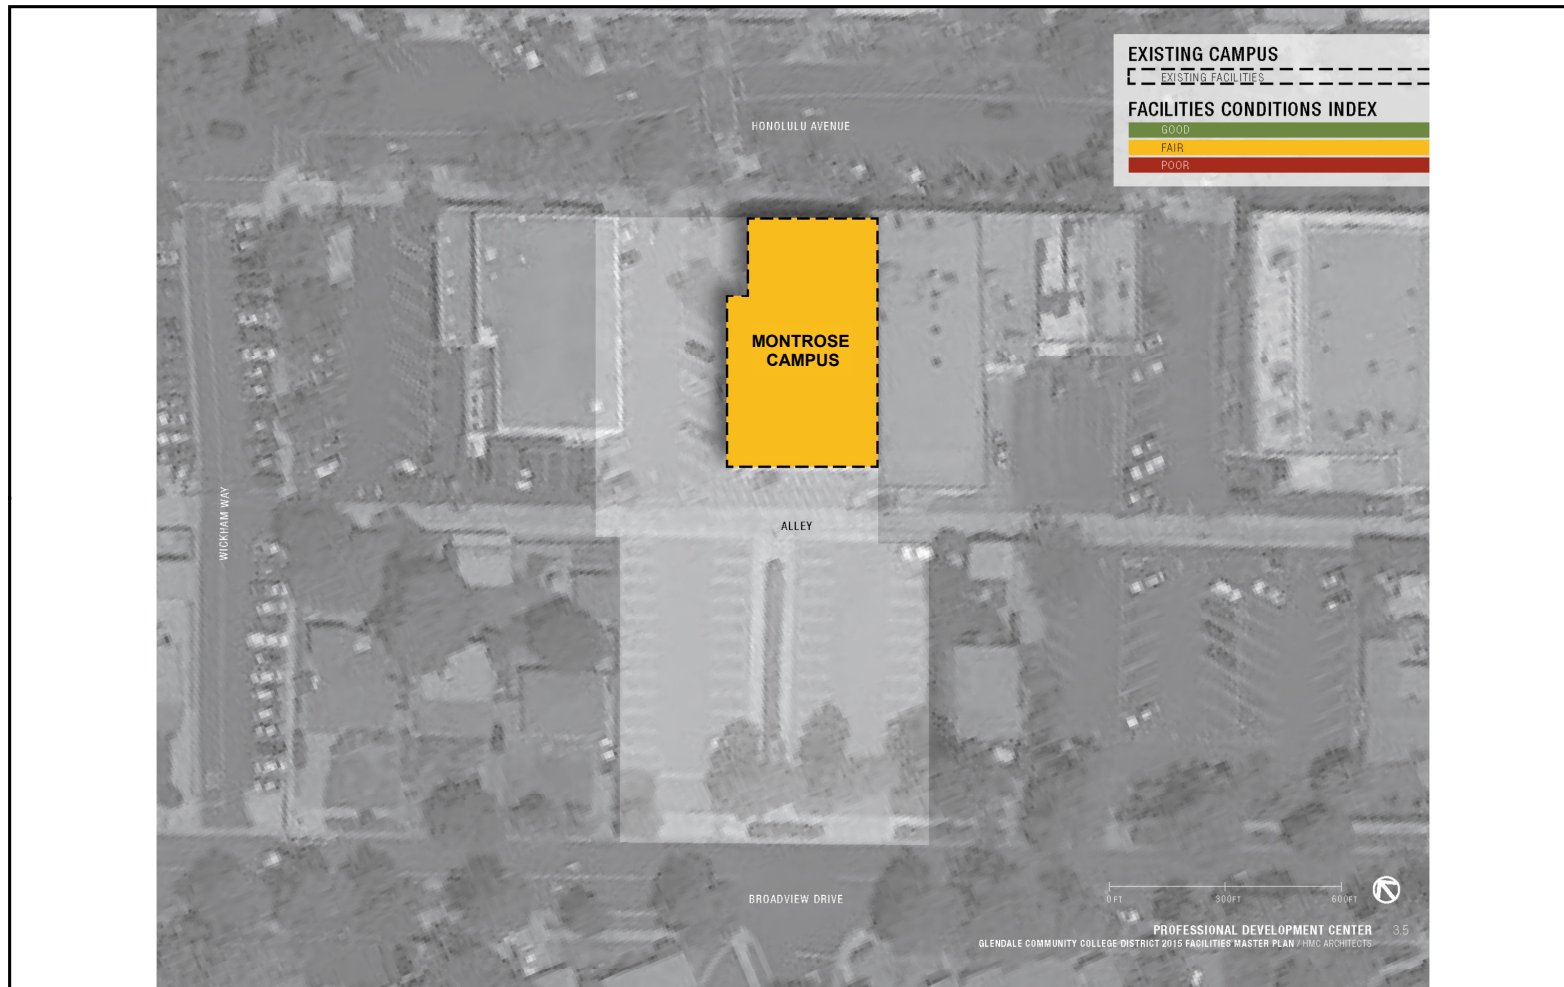 EXISTING CAMPUS
EXISTING FACILITIES
FACILITIES CONDITIONS INDEX
GOOD
FAIR
POOR
HONOLULU AVENUE
MONTROSE
CAMPUS
WICKHAM WAY
ALLEY
BROADVIEW DRIVE
0 FT 300FT 600FT
PROFESSIONAL DEVELOPMENT CENTER 3.5
GLENDALE COMMUNITY COLLEGE DISTRICT 2015 FACILITIES MASTER PLAN / HMC ARCHITECTS